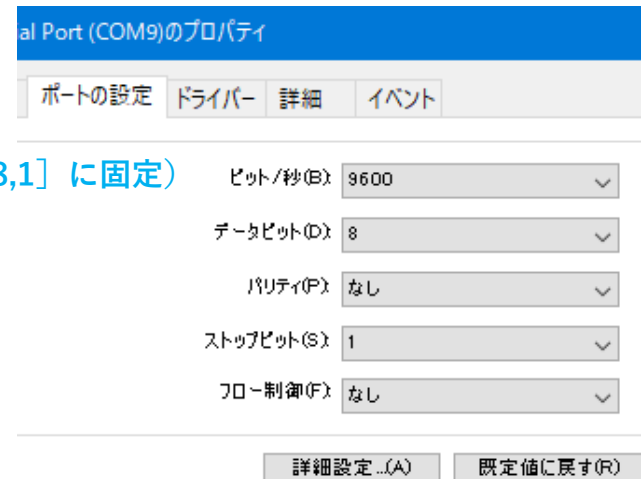 al Port (COM9)のプロパティ
ポートの設定 ドライバー 詳細 イベント
3,1］に固定）
ビット/秒(B): 9600
データ ビット(D): 8
パリティ(P): なし
ストップ ビット(S): 1
フロー制御(F): なし
詳細設定...(A) 既定値に戻す(R)